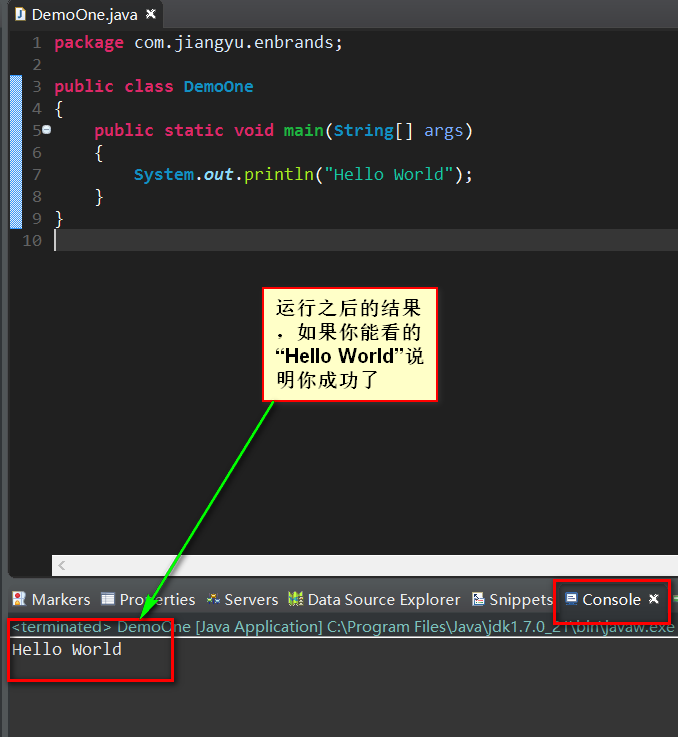 DemoOne.java
1 package com.jiangyu.enbrands;
2
3 public class DemoOne
4 {
5 public static void main(String[] args)
6 {
7 System.out.println("Hello World");
8 }
9 }
10
运行之后的结果
，如果你能看的
“Hello World”说
明你成功了
Markers Properties Servers Data Source Explorer Snippets Console
<terminated> DemoOne [Java Application] C:\Program Files\Java\jdk1.7.0_21\bin\javaw.exe
Hello World